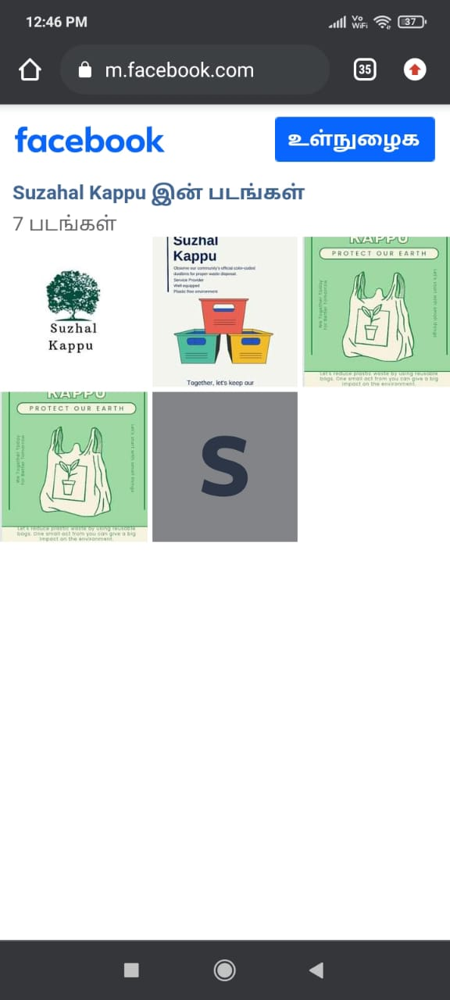 12:46 PM
Vo
WiFi
37
m.facebook.com
35
facebook
உள்நுழைக
Suzahal Kappu இன் படங்கள்
7 படங்கள்
Suzhal
Kappu
Suzhal
Kappu
Observe our community's official color-coded
dustbins for proper waste disposal.
Service Provider
Well equipped
Plastic free environment
Together, let's keep our
KAPPU
PROTECT OUR EARTH
We Together Today
for Better Tomorrow
Let's start with small things
Let's reduce plastic waste by using reusable
bags. One small act from you can give a big
impact on the environment.
KAPPU
PROTECT OUR EARTH
We Together Today
for Better Tomorrow
Let's start with small things
Let's reduce plastic waste by using reusable
bags. One small act from you can give a big
impact on the environment.
S